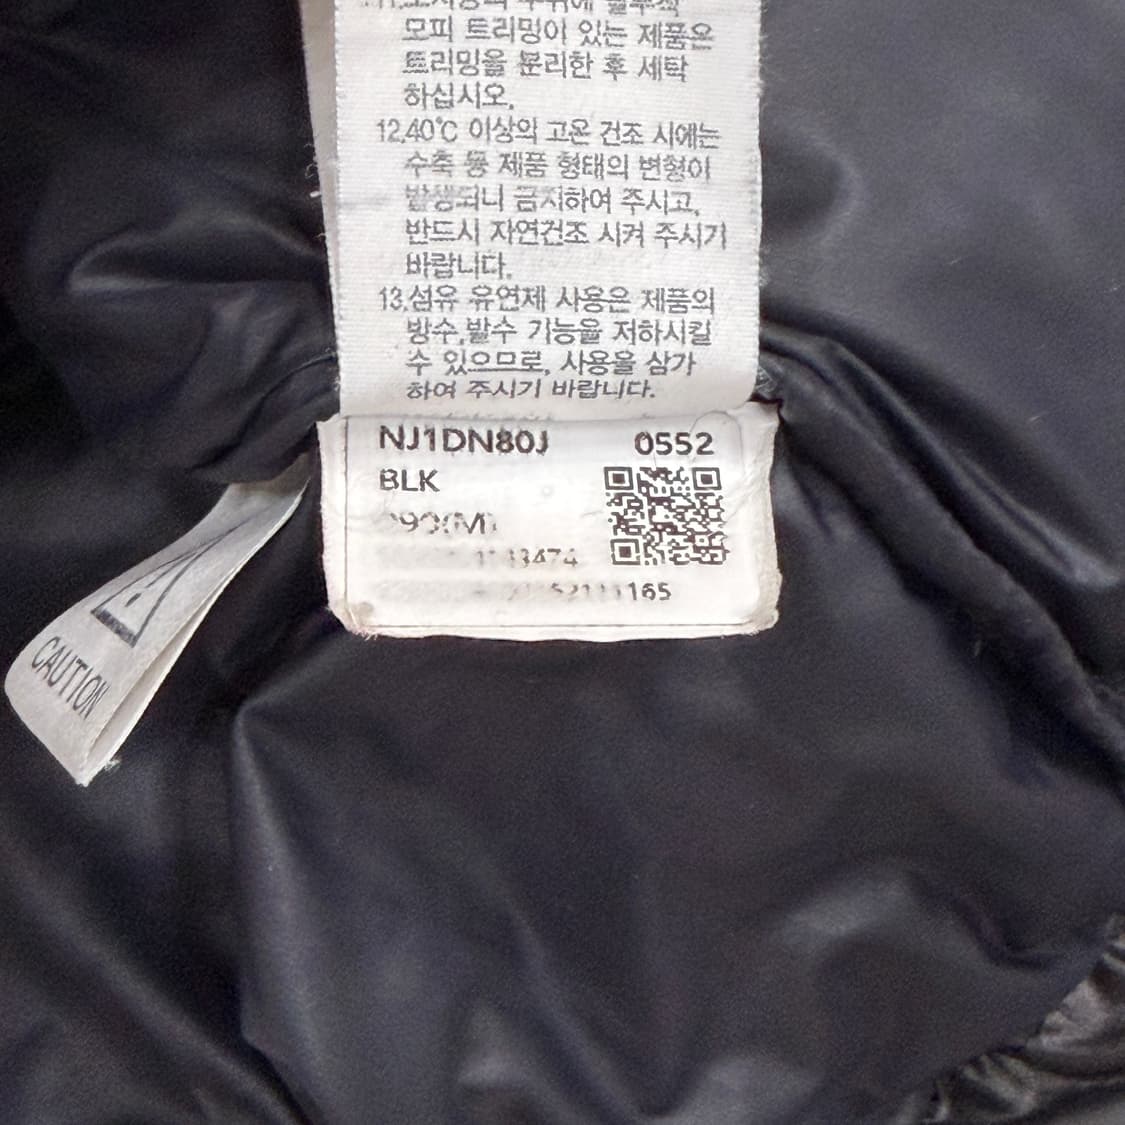 모피 트리밍이 있는 제품은
트리밍을 분리한 후 세탁
하십시오.
12.40℃ 이상의 고온 건조 시에는
수축 등 제품 형태의 변형이
발생되니 금지하여 주시고,
반드시 자연건조 시켜 주시기
바랍니다.
13.섬유 유연제 사용은 제품의
방수,발수 기능을 저하시킬
수 있으므로, 사용을 삼가
하여 주시기 바랍니다.
NJ1DN80J 0552
BLK
CAUTION